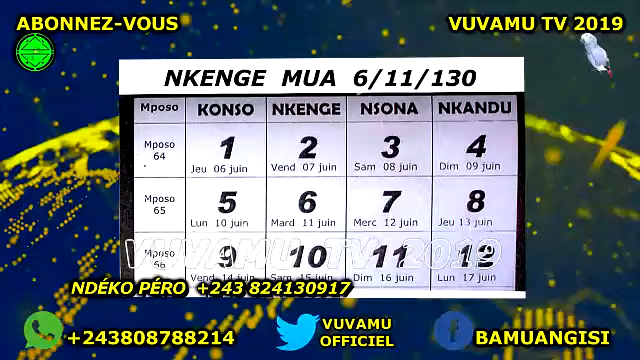 ABONNEZ-VOUS
VUVAMU TV 2019
NKENGE MUA 6/11/130
Mposo KONSO NKENGE NSONA NKANDU
Mposo 64 1 2 3 4
Jeu 06 juin Vend 07 juin Sam 08 juin Dim 09 juin
Mposo 65 5 6 7 8
Lun 10 juin Mard 11 juin Merc 12 juin Jeu 13 juin
VUVAMU TV 2019
Mposo 66 9 10 11 12
Vend 14 juin Sam 15 juin Dim 16 juin Lun 17 juin
NDÉKO PÉRO +243 824130917
+243808788214
VUVAMU
OFFICIEL
BAMUANGISI